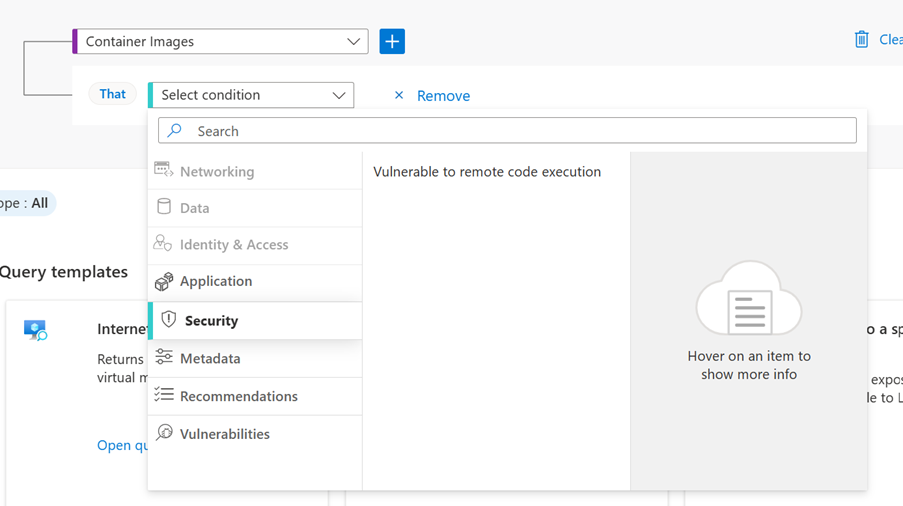 Container Images
Clea
That
Select condition
Remove
Search
Networking
Vulnerable to remote code execution
Data
ope : All
Identity & Access
Query templates
Application
Security
Internet
o a sp
Hover on an item to
show more info
Returns
Metadata
virtual m
expos
le to L
Recommendations
Vulnerabilities
Open qu